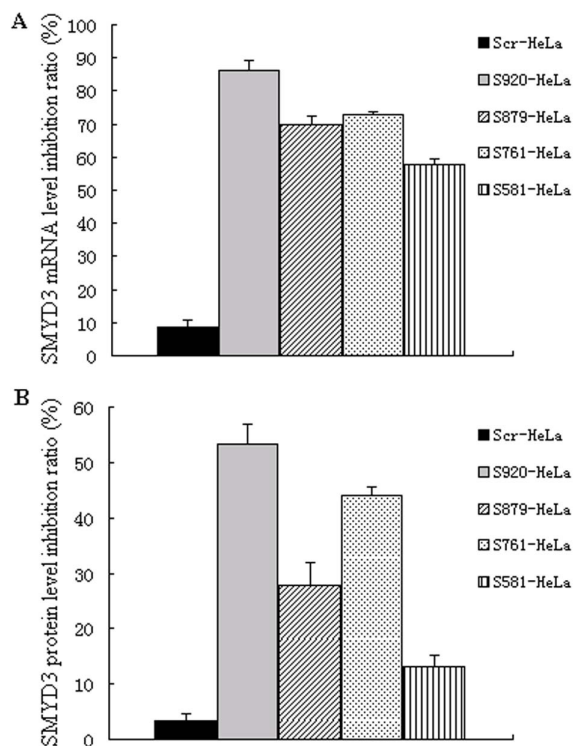 A
SMYD3 mRNA level inhibition ratio (%)
100
90
80
70
60
50
40
30
20
10
0
Scr-HeLa
S920-HeLa
S879-HeLa
S761-HeLa
S581-HeLa
B
SMYD3 protein level inhibition ratio (%)
60
50
40
30
20
10
0
Scr-HeLa
S920-HeLa
S879-HeLa
S761-HeLa
S581-HeLa